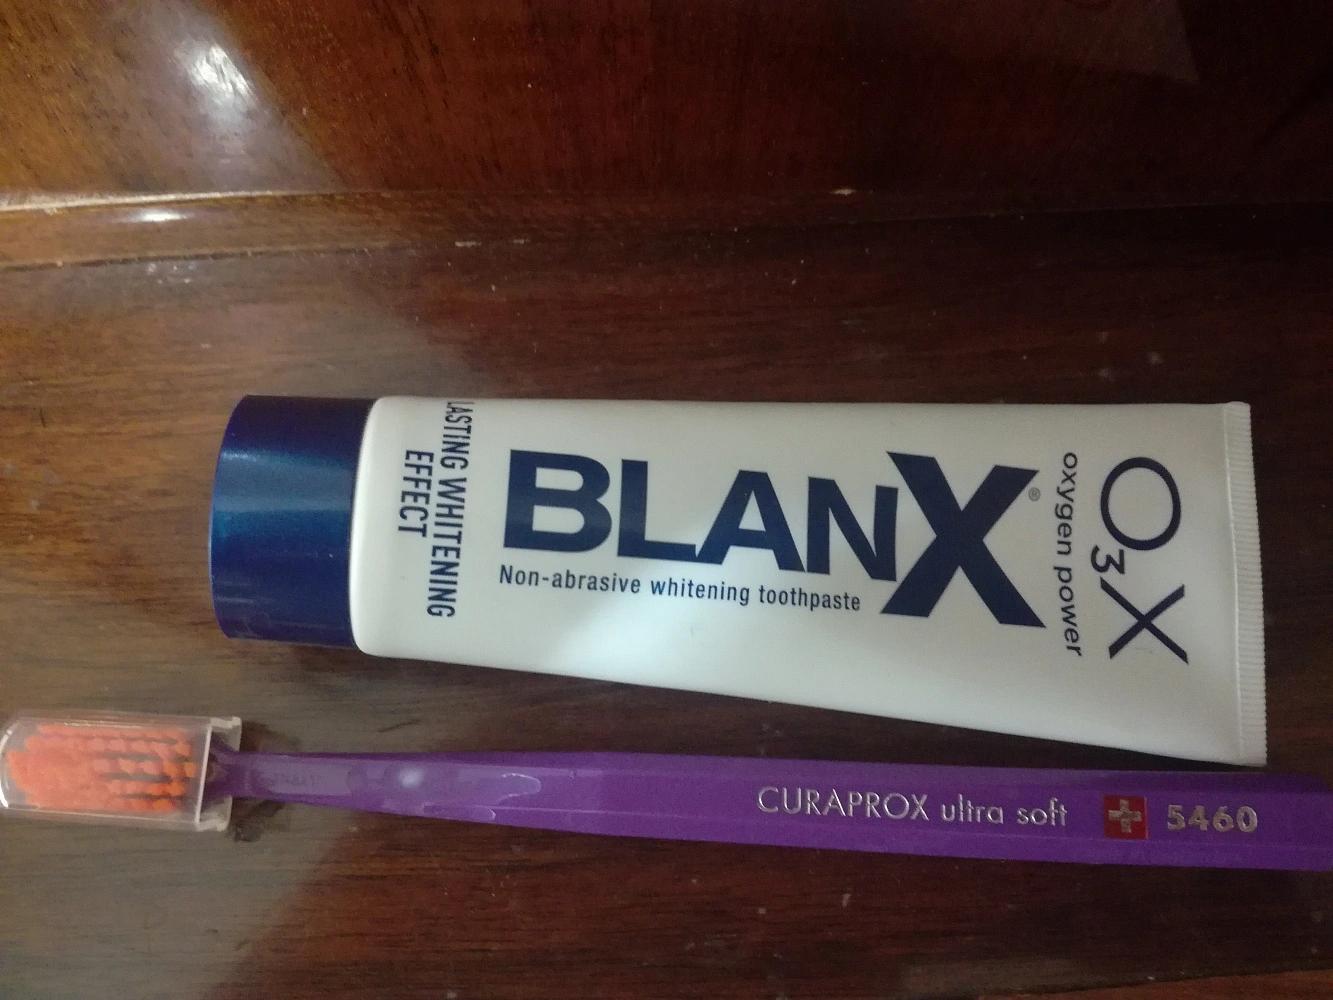 LASTING WHITENING
EFFECT
BLANX®
Non-abrasive whitening toothpaste
O3X
oxygen power
CURAPROX ultra soft 5460